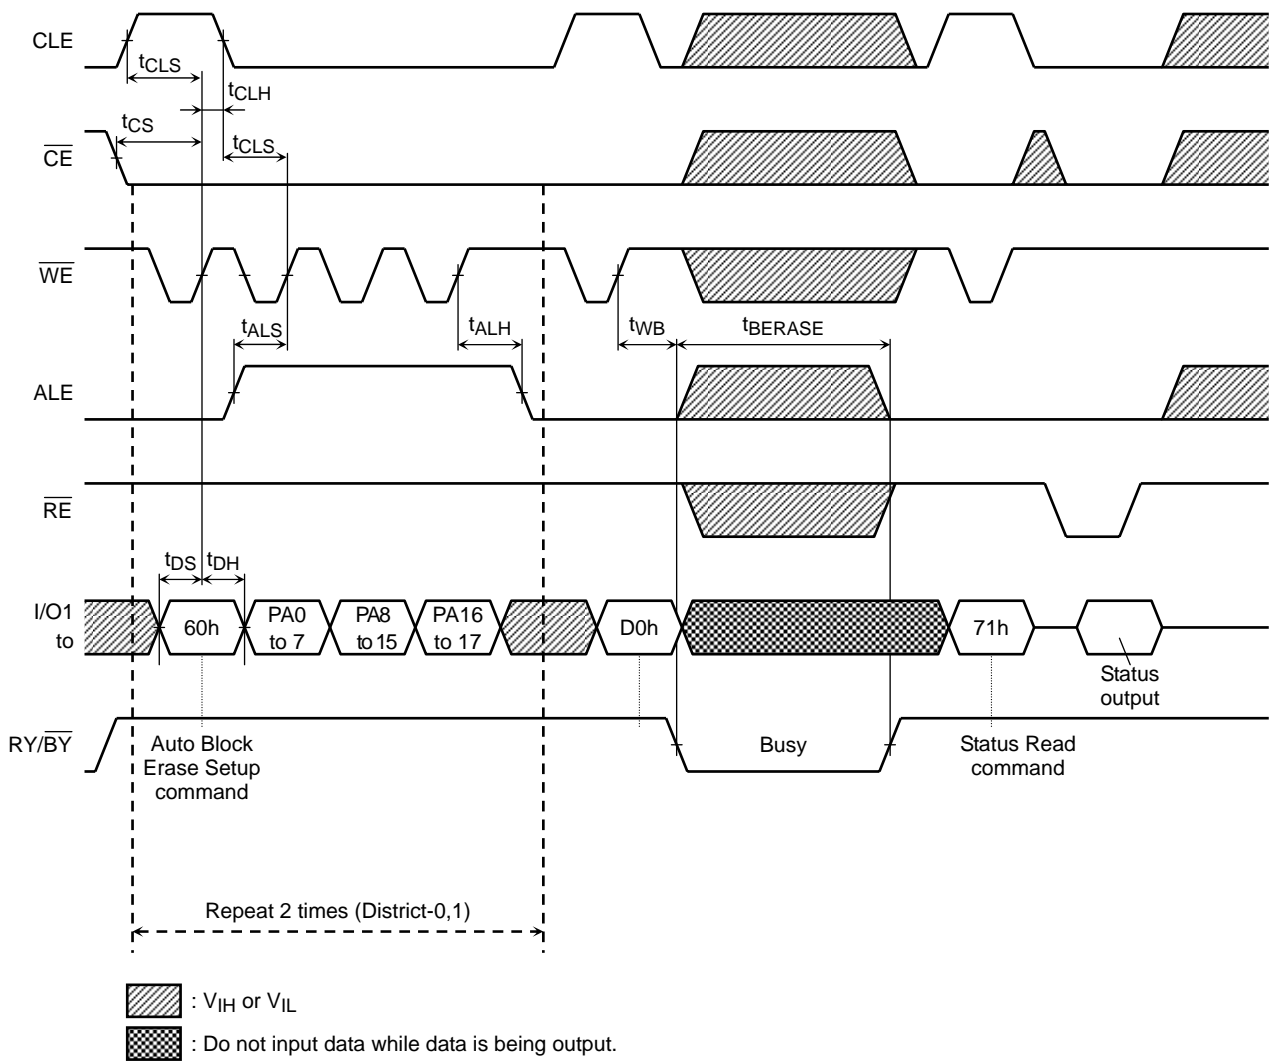 CLE
tCLS
tCLH
tCS
tCLS
CE
WE
tALS
tALH
tWB
tBERASE
ALE
RE
tDS
tDH
I/O1
to
60h
PA0
to 7
PA8
to 15
PA16
to 17
D0h
71h
Status
output
RY/BY
Auto Block
Erase Setup
command
Busy
Status Read
command
Repeat 2 times (District-0,1)
: VIH or VIL
: Do not input data while data is being output.